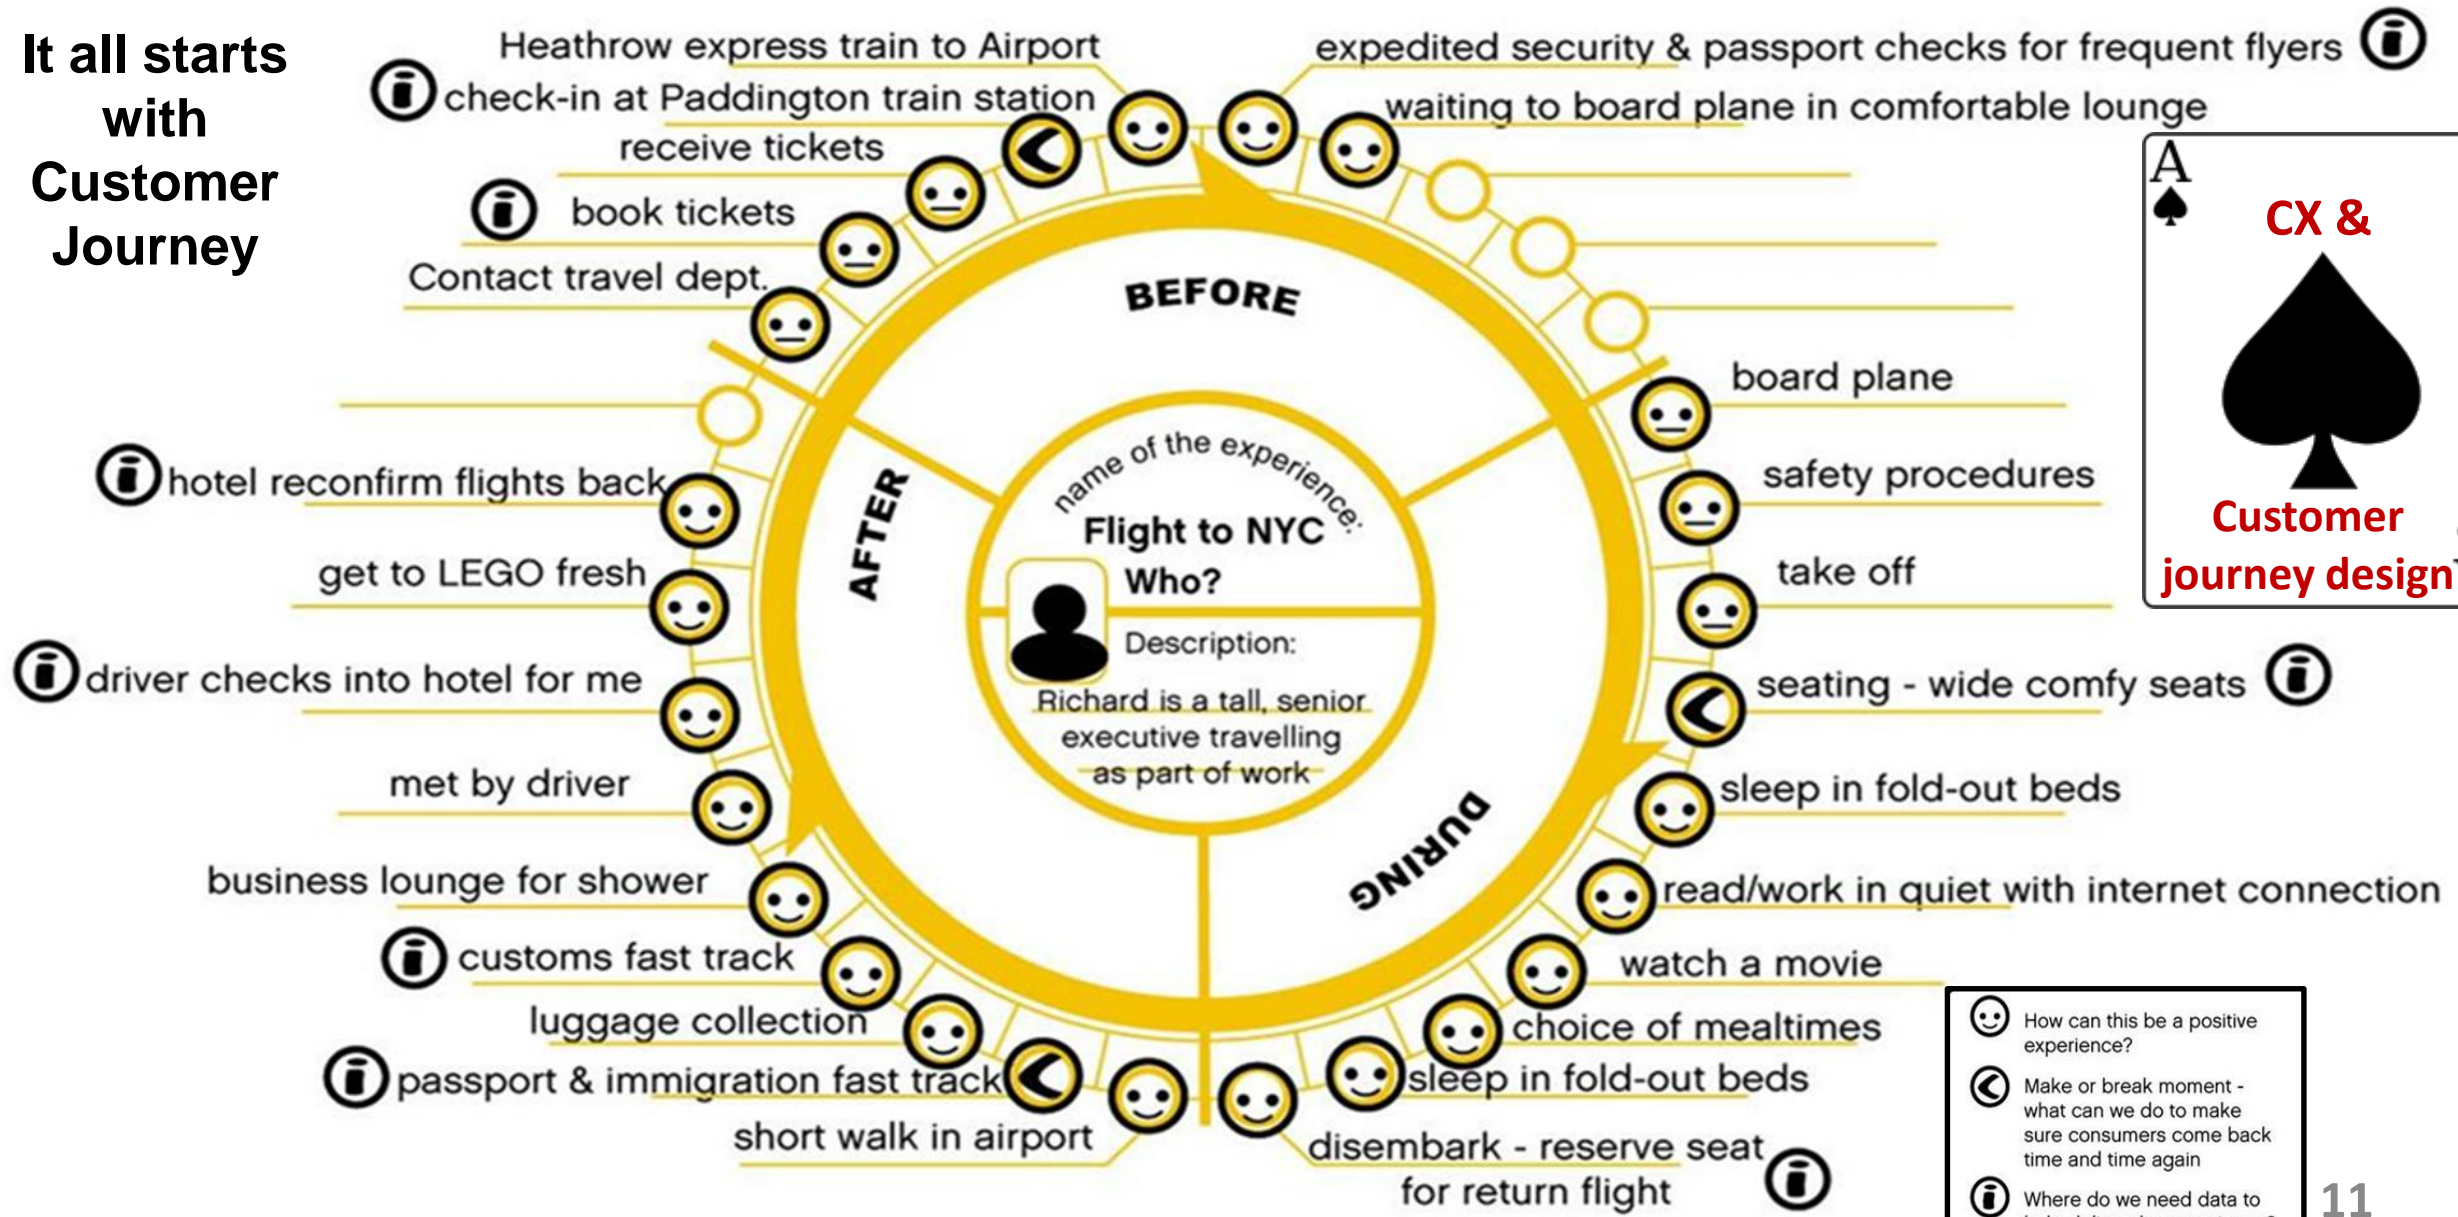 It all starts
with
Customer
Journey
Heathrow express train to Airport
check-in at Paddington train station
receive tickets
book tickets
Contact travel dept.
expedited security & passport checks for frequent flyers
waiting to board plane in comfortable lounge
board plane
safety procedures
take off
seating - wide comfy seats
sleep in fold-out beds
read/work in quiet with internet connection
watch a movie
choice of mealtimes
sleep in fold-out beds
disembark - reserve seat
for return flight
short walk in airport
passport & immigration fast track
luggage collection
customs fast track
business lounge for shower
met by driver
driver checks into hotel for me
get to LEGO fresh
hotel reconfirm flights back
BEFORE
DURING
AFTER
name of the experience:
Flight to NYC
Who?
Description:
Richard is a tall, senior
executive travelling
as part of work
A
CX &
Customer
journey design
How can this be a positive
experience?
Make or break moment -
what can we do to make
sure consumers come back
time and time again
Where do we need data to
11